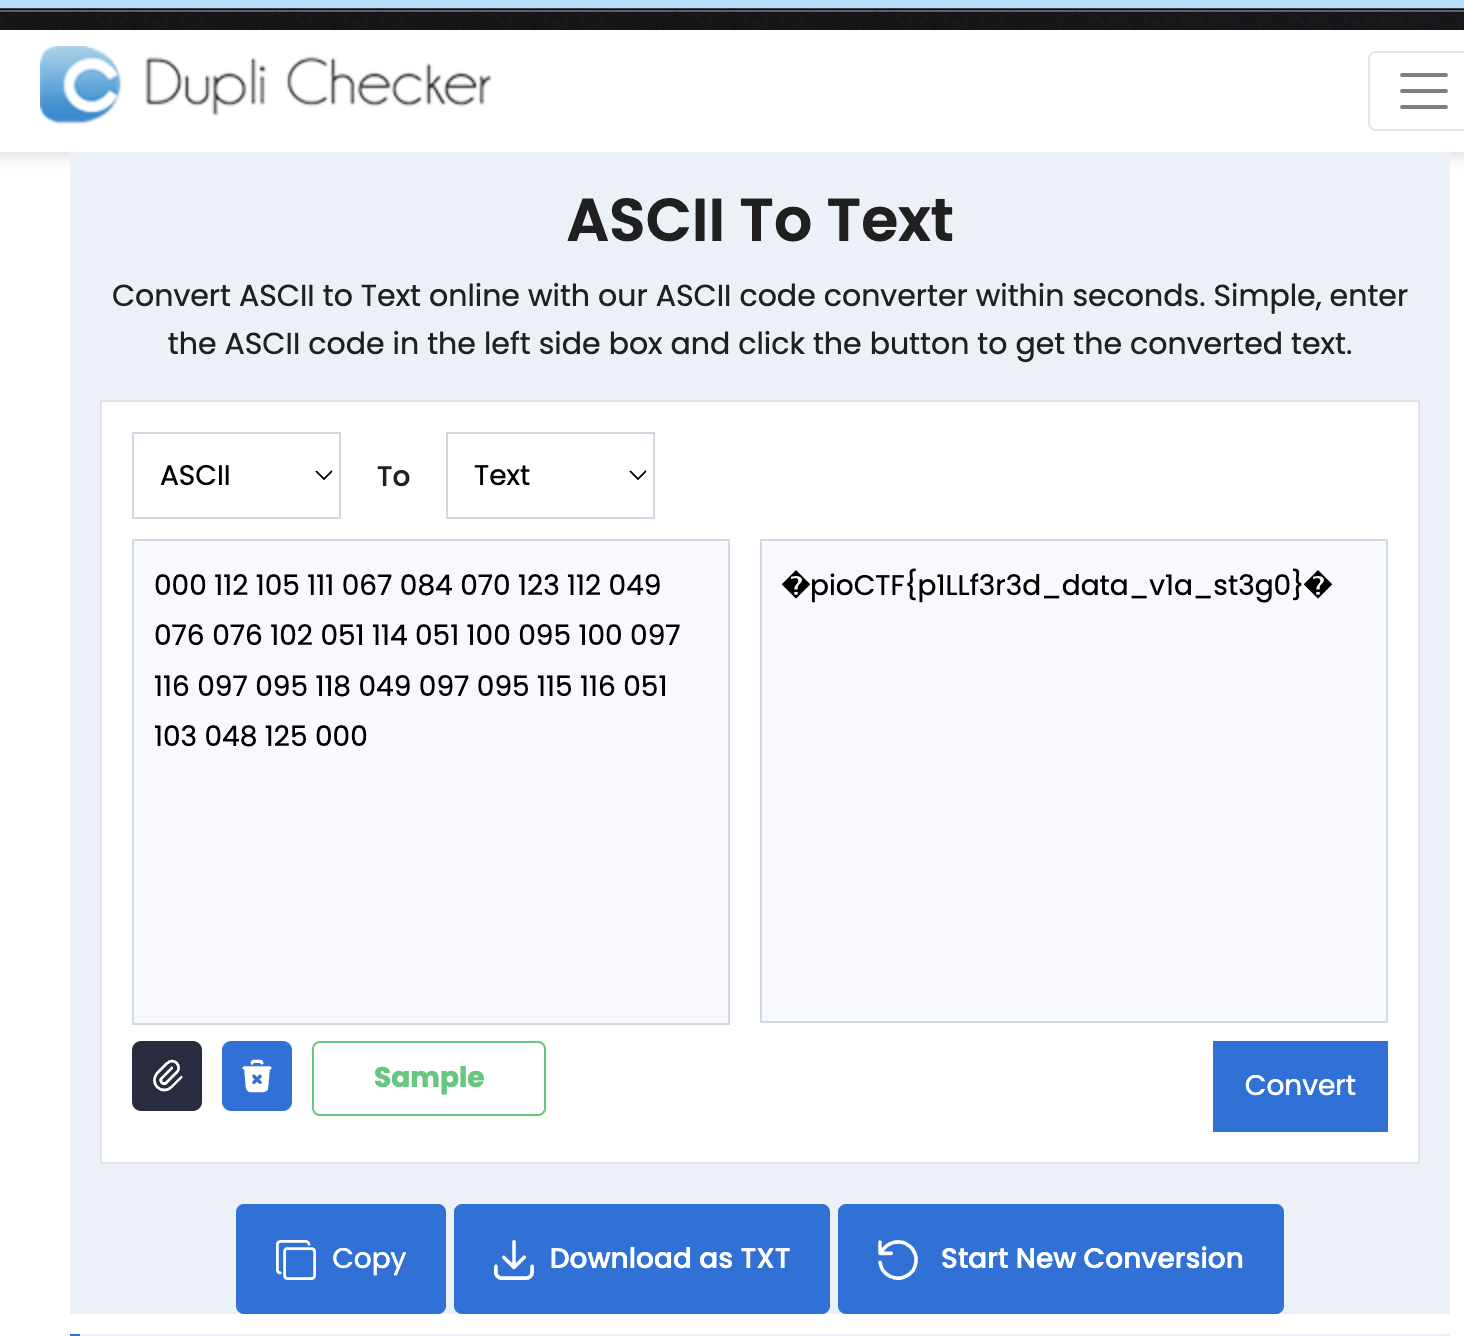 Dupli Checker
ASCII To Text
Convert ASCII to Text online with our ASCII code converter within seconds. Simple, enter
the ASCII code in the left side box and click the button to get the converted text.
ASCII To Text
000 112 105 111 067 084 070 123 112 049
076 076 102 051 114 051 100 095 100 097
116 097 095 118 049 097 095 115 116 051
103 048 125 000
�pioCTF{p1LLf3r3d_data_v1a_st3g0}�
Sample
Convert
Copy
Download as TXT
Start New Conversion